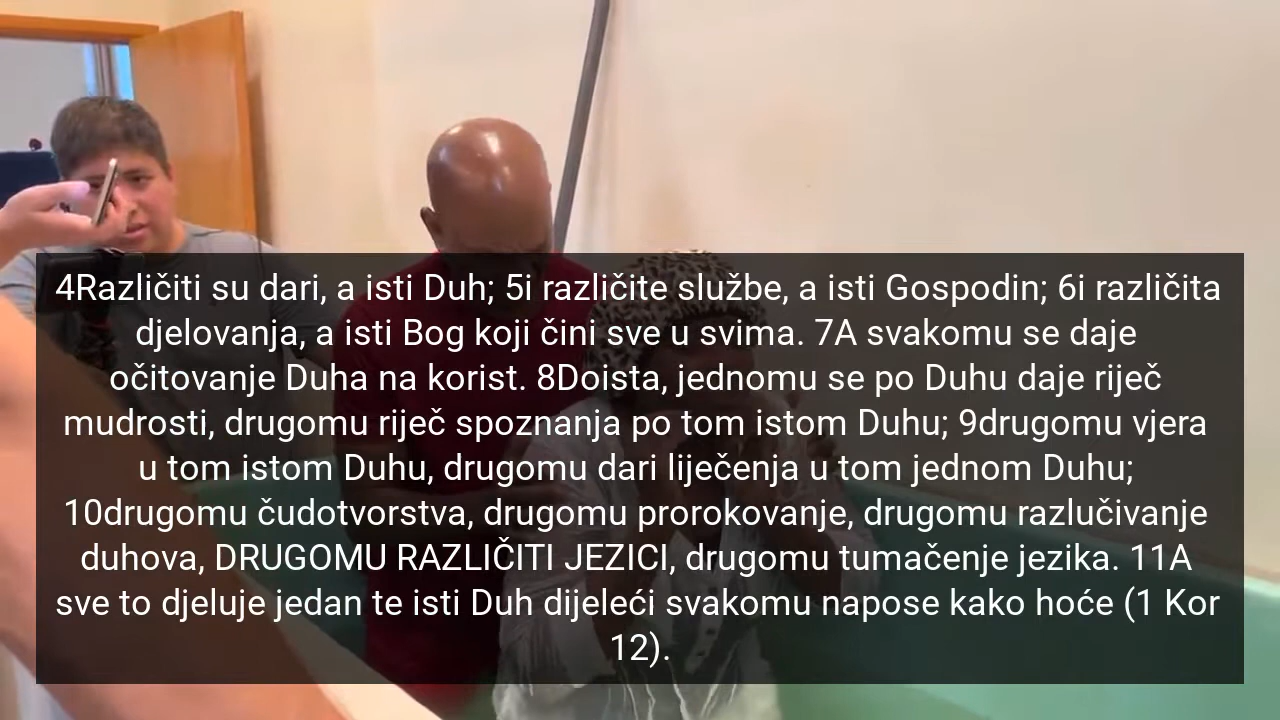 4Različiti su dari, a isti Duh; 5i različite službe, a isti Gospodin; 6i različita
djelovanja, a isti Bog koji čini sve u svima. 7A svakomu se daje
očitovanje Duha na korist. 8Doista, jednomu se po Duhu daje riječ
mudrosti, drugomu riječ spoznanja po tom istom Duhu; 9drugomu vjera
u tom istom Duhu, drugomu dari liječenja u tom jednom Duhu;
10drugomu čudotvorstva, drugomu prorokovanje, drugomu razlučivanje
duhova, DRUGOMU RAZLIČITI JEZICI, drugomu tumačenje jezika. 11A
sve to djeluje jedan te isti Duh dijeleći svakomu napose kako hoće (1 Kor
12).